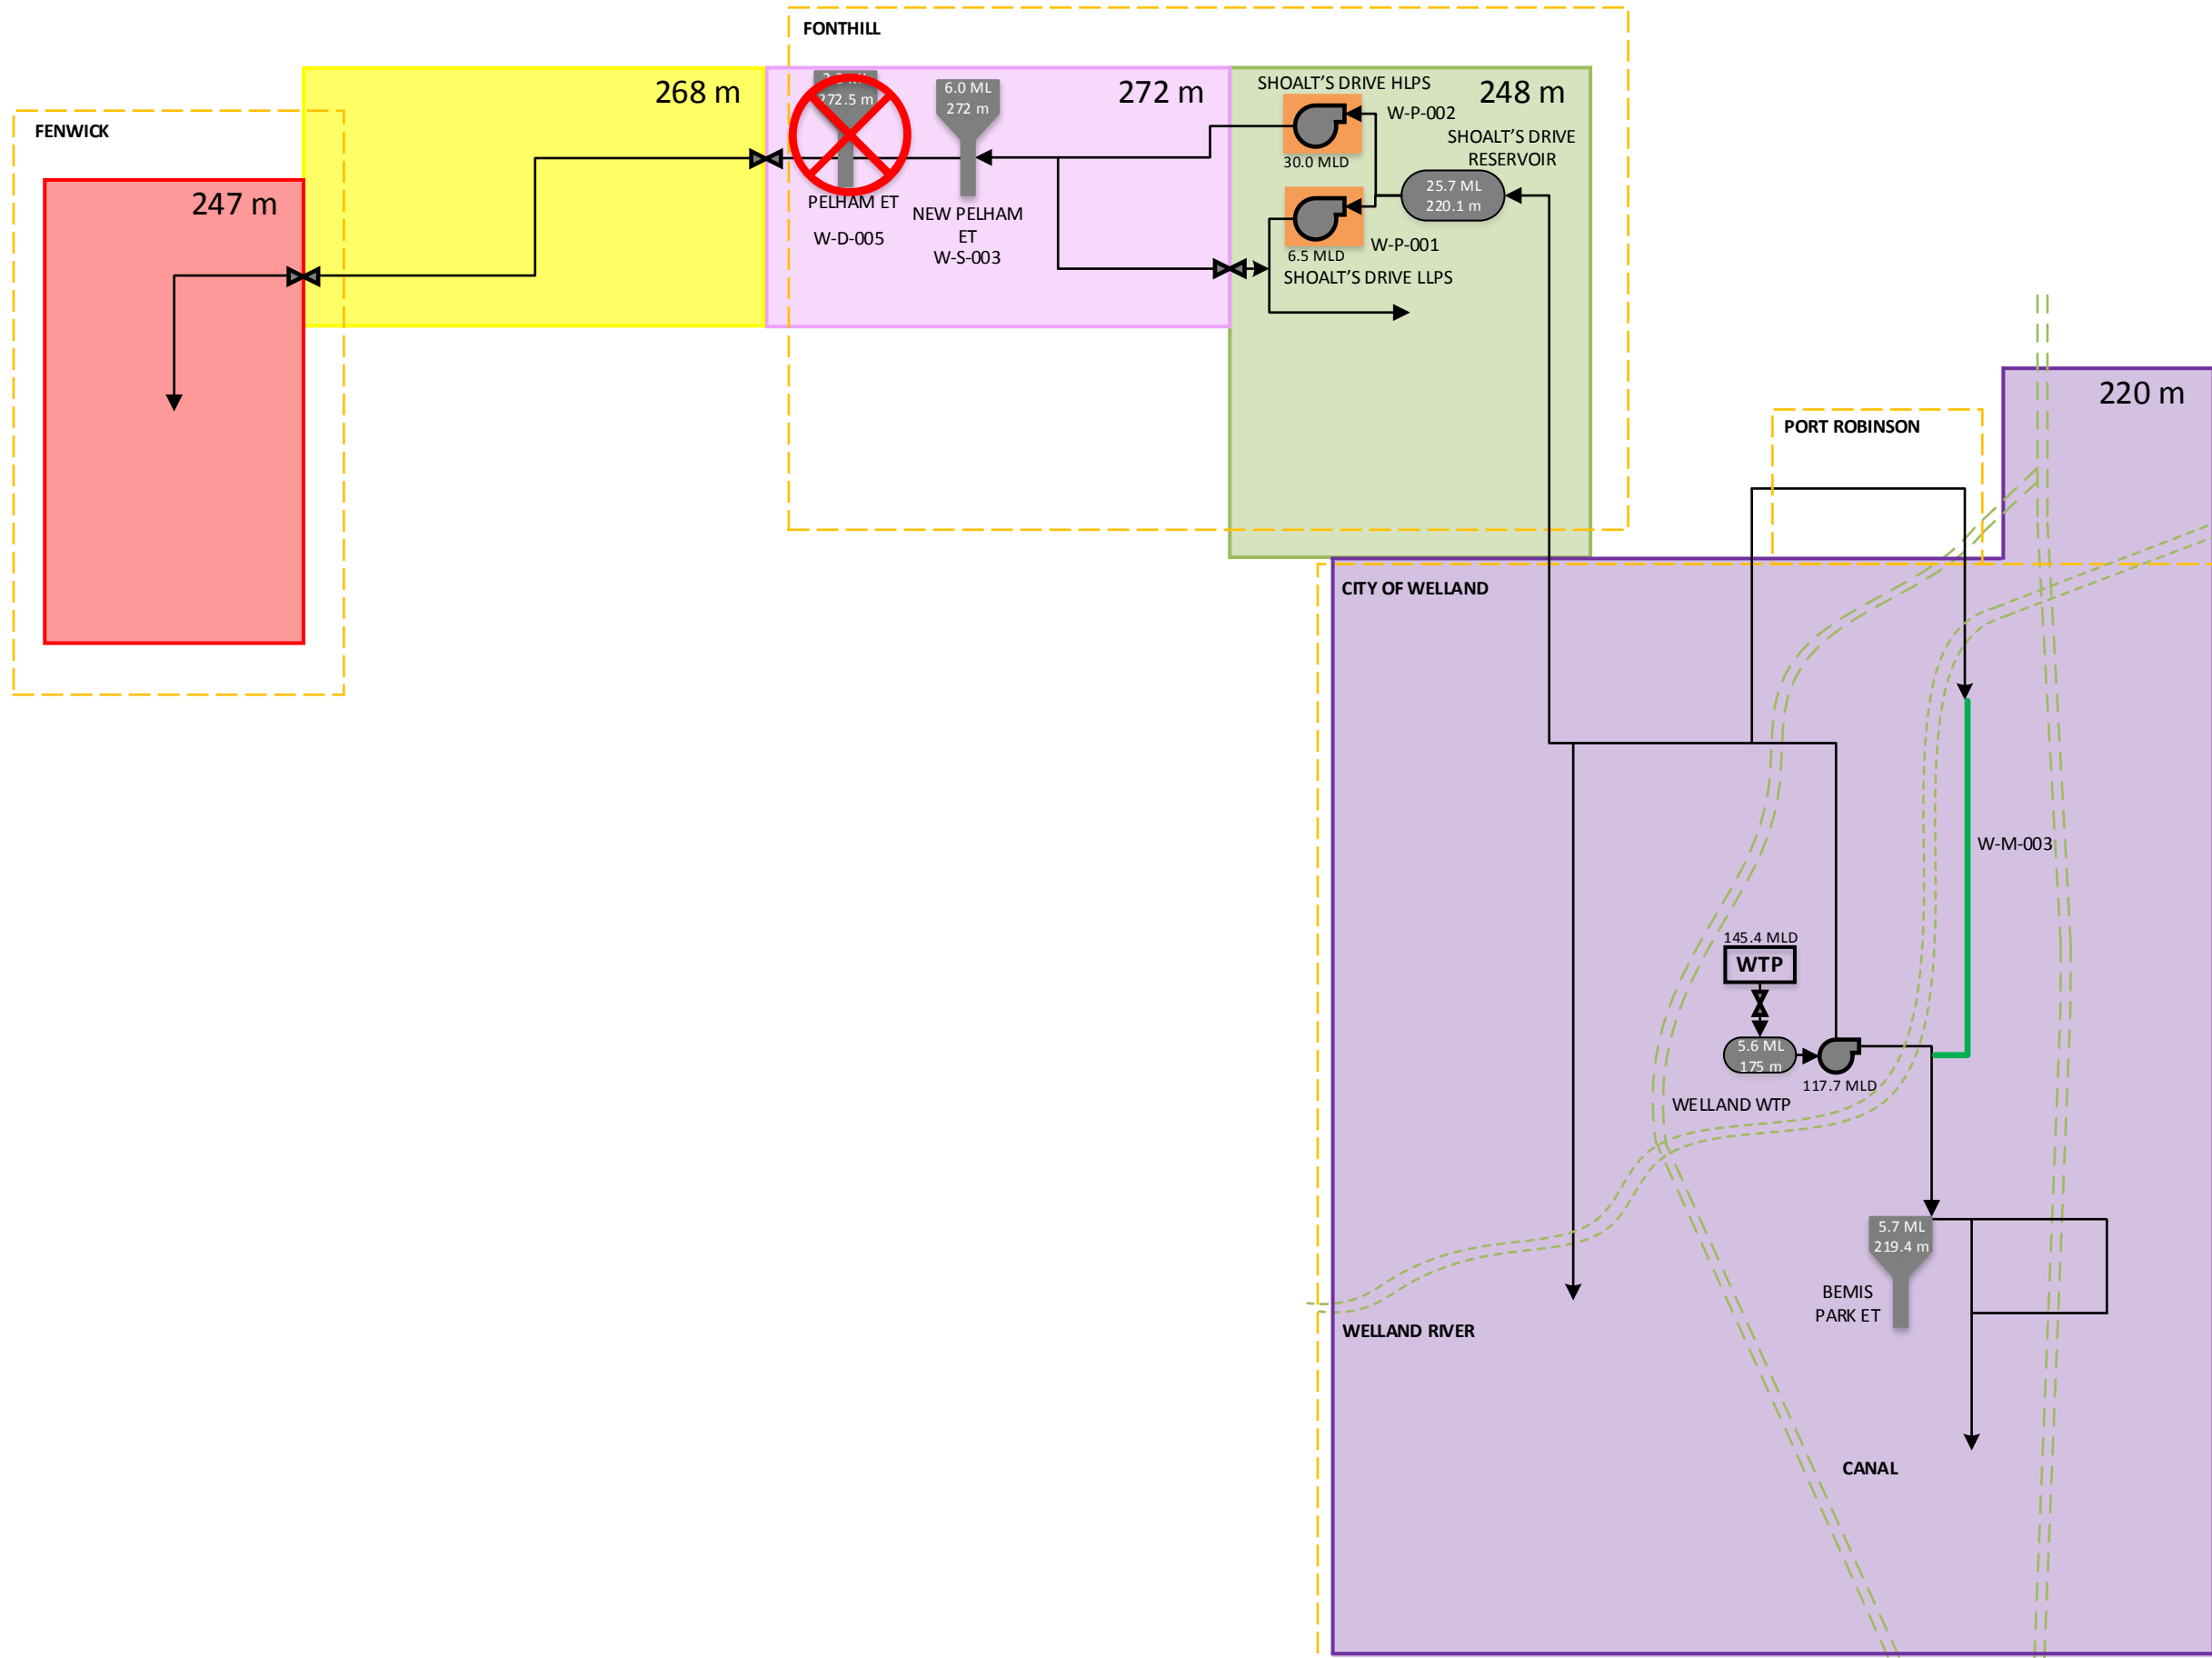 FONTHILL
268 m
272.5 m
6.0 ML
272 m
272 m
SHOALT'S DRIVE HLPS
248 m
W-P-002
SHOALT'S DRIVE
RESERVOIR
30.0 MLD
25.7 ML
220.1 m
FENWICK
247 m
PELHAM ET
W-D-005
NEW PELHAM
ET
W-S-003
W-P-001
6.5 MLD
SHOALT'S DRIVE LLPS
220 m
PORT ROBINSON
CITY OF WELLAND
W-M-003
145.4 MLD
WTP
5.6 ML
175 m
117.7 MLD
WELLAND WTP
5.7 ML
219.4 m
BEMIS
PARK ET
WELLAND RIVER
CANAL